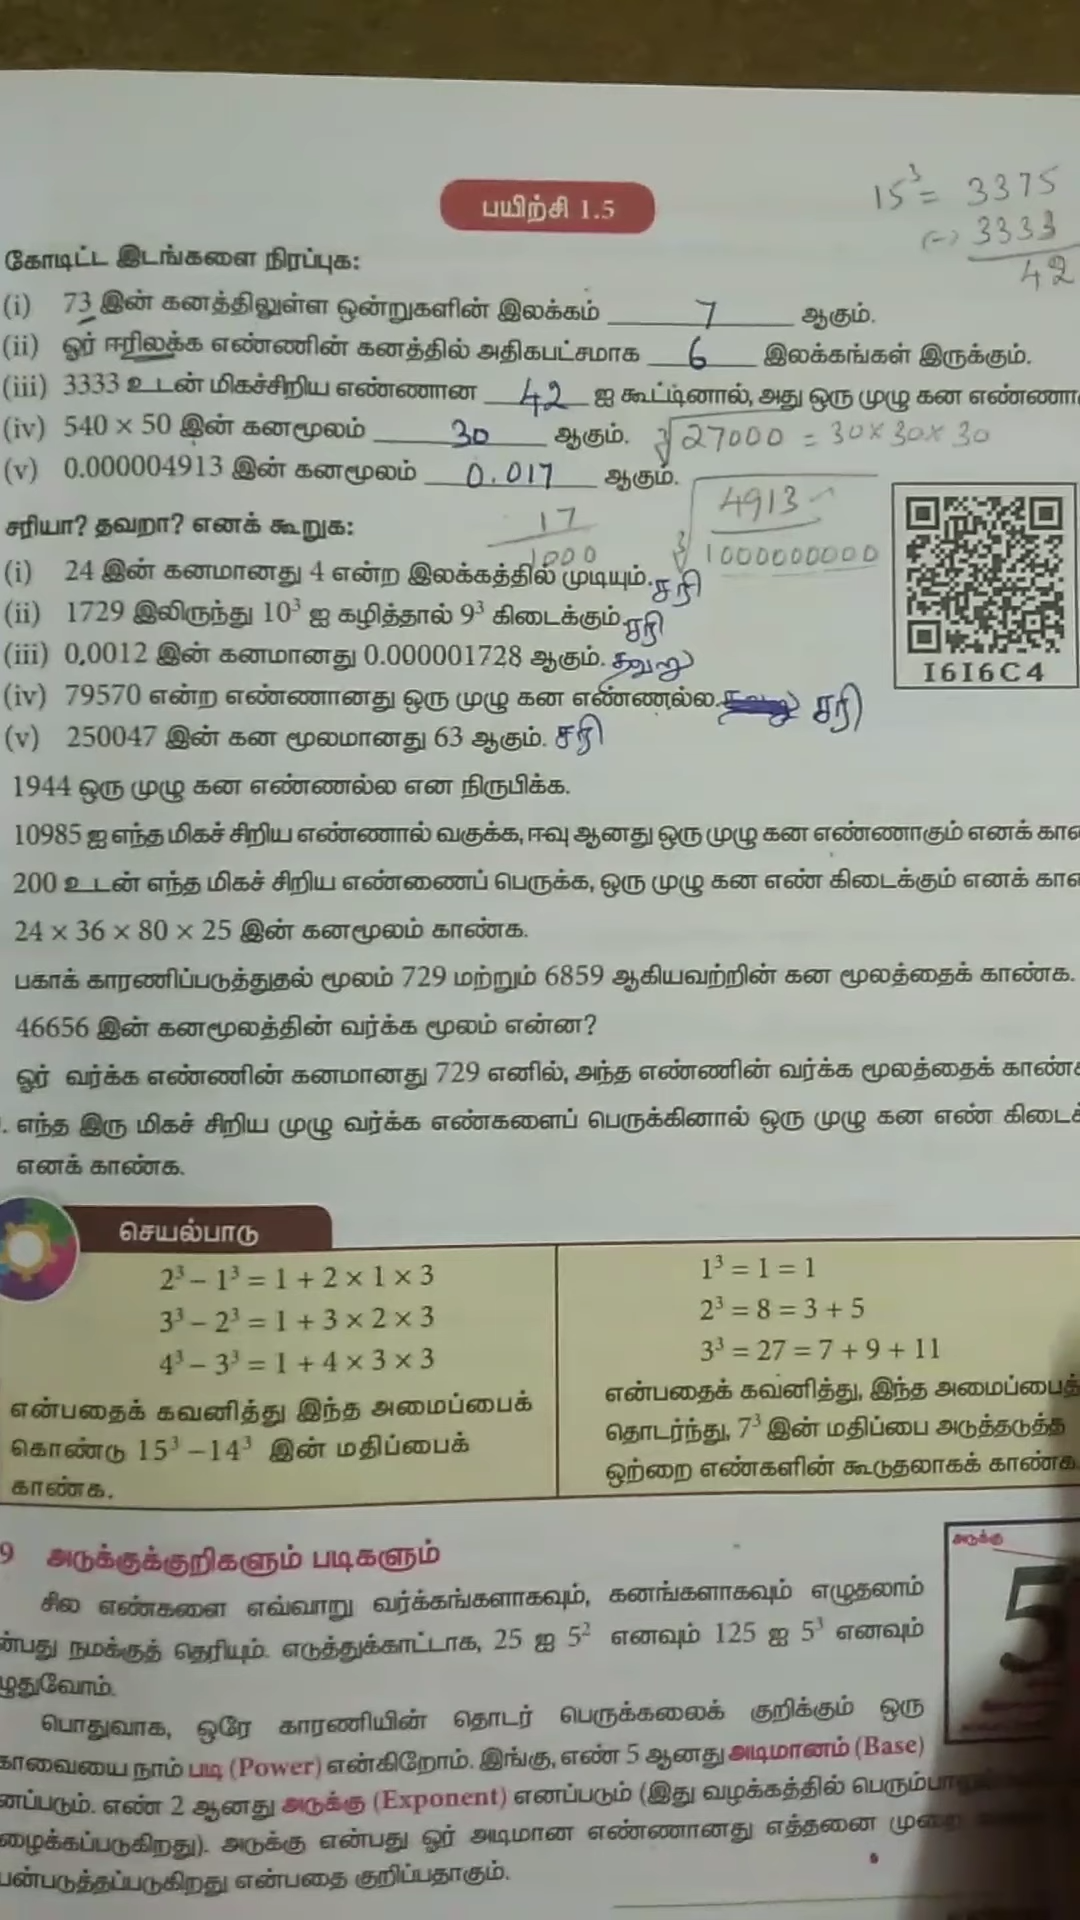 15³ = 3375
(-) 3333
42
பயிற்சி 1.5
கோடிட்ட இடங்களை நிரப்புக:
(i) 73 இன் கனத்திலுள்ள ஒன்றுகளின் இலக்கம் 7 ஆகும்.
(ii) ஓர் ஈரிலக்க எண்ணின் கனத்தில் அதிகபட்சமாக 6 இலக்கங்கள் இருக்கும்.
(iii) 3333 உடன் மிகச்சிறிய எண்ணான 42 ஐ கூட்டினால், அது ஒரு முழு கன எண்ணா
(iv) 540 × 50 இன் கனமூலம் 30 ஆகும். ∛27000 = 30×30×30
(v) 0.000004913 இன் கனமூலம் 0.017 ஆகும்.
17/1000 ∛4913/1000000000
சரியா? தவறா? எனக் கூறுக:
(i) 24 இன் கனமானது 4 என்ற இலக்கத்தில் முடியும். சரி
(ii) 1729 இலிருந்து 10³ ஐ கழித்தால் 9³ கிடைக்கும் சரி
(iii) 0.0012 இன் கனமானது 0.000001728 ஆகும். தவறு
(iv) 79570 என்ற எண்ணானது ஒரு முழு கன எண்ணல்ல. சரி
(v) 250047 இன் கன மூலமானது 63 ஆகும். சரி
I6I6C4
1944 ஒரு முழு கன எண்ணல்ல என நிருபிக்க.
10985 ஐ எந்த மிகச் சிறிய எண்ணால் வகுக்க, ஈவு ஆனது ஒரு முழு கன எண்ணாகும் எனக் கா
200 உடன் எந்த மிகச் சிறிய எண்ணைப் பெருக்க, ஒரு முழு கன எண் கிடைக்கும் எனக் கா
24 × 36 × 80 × 25 இன் கனமூலம் காண்க.
பகாக் காரணிப்படுத்துதல் மூலம் 729 மற்றும் 6859 ஆகியவற்றின் கன மூலத்தைக் காண்க.
46656 இன் கனமூலத்தின் வர்க்க மூலம் என்ன?
ஓர் வர்க்க எண்ணின் கனமானது 729 எனில், அந்த எண்ணின் வர்க்க மூலத்தைக் காண்க
. எந்த இரு மிகச் சிறிய முழு வர்க்க எண்களைப் பெருக்கினால் ஒரு முழு கன எண் கிடைக்
எனக் காண்க.
செயல்பாடு
2³ – 1³ = 1 + 2 × 1 × 3
3³ – 2³ = 1 + 3 × 2 × 3
4³ – 3³ = 1 + 4 × 3 × 3
என்பதைக் கவனித்து இந்த அமைப்பைக்
கொண்டு 15³ –14³ இன் மதிப்பைக்
காண்க.
1³ = 1 = 1
2³ = 8 = 3 + 5
3³ = 27 = 7 + 9 + 11
என்பதைக் கவனித்து, இந்த அமைப்பைத்
தொடர்ந்து, 7³ இன் மதிப்பை அடுத்தடுத்த
ஒற்றை எண்களின் கூடுதலாகக் காண்க
9 அடுக்குக்குறிகளும் படிகளும்
சில எண்களை எவ்வாறு வர்க்கங்களாகவும், கனங்களாகவும் எழுதலாம்
ன்பது நமக்குத் தெரியும். எடுத்துக்காட்டாக, 25 ஐ 5² எனவும் 125 ஐ 5³ எனவும்
ழுதுவோம்.
பொதுவாக, ஒரே காரணியின் தொடர் பெருக்கலைக் குறிக்கும் ஒரு
காவையை நாம் படி (Power) என்கிறோம். இங்கு, எண் 5 ஆனது அடிமானம் (Base)
னப்படும். எண் 2 ஆனது அடுக்கு (Exponent) எனப்படும் (இது வழக்கத்தில்
ழைக்கப்படுகிறது). அடுக்கு என்பது ஓர் அடிமான எண்ணானது எத்தனை முறை
பன்படுத்தப்படுகிறது என்பதை குறிப்பதாகும்.
அடுக்கு
5